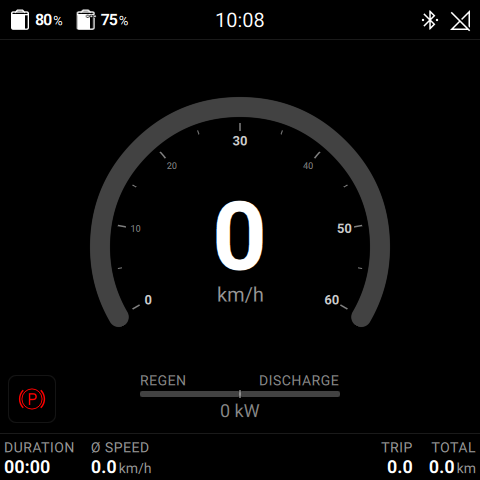 80% 75% 10:08
30
20 40
10 50
0
km/h
0 60
REGEN DISCHARGE
0 kW
P
DURATION Ø SPEED TRIP TOTAL
00:00 0.0 km/h 0.0 0.0 km